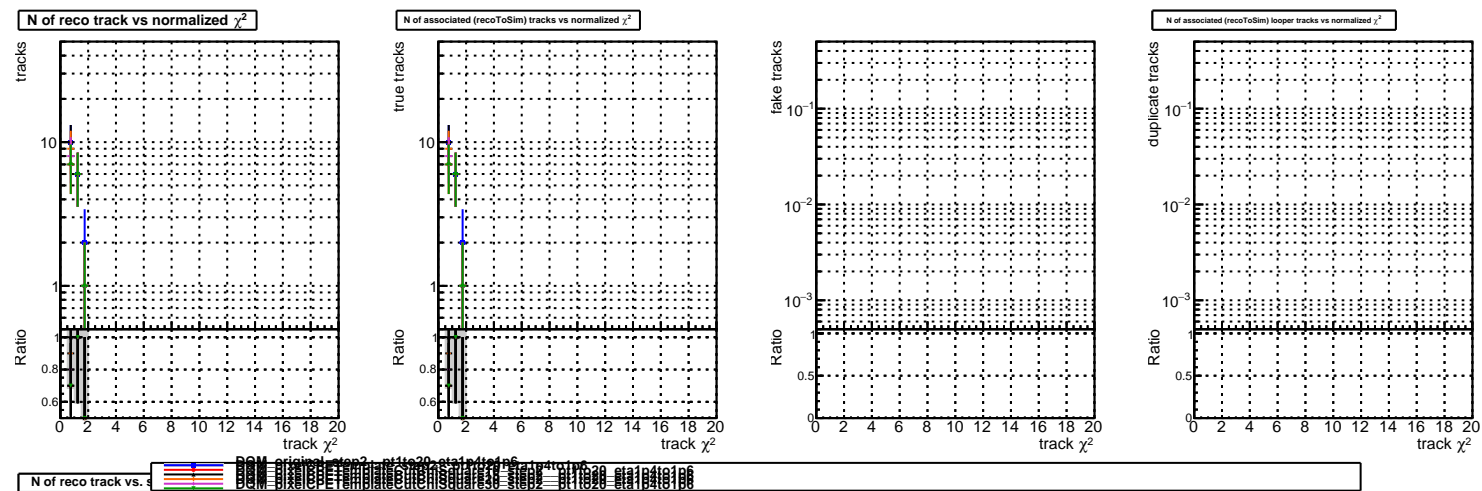 N of reco track vs normalized χ²
N of associated (recoToSim) tracks vs normalized χ²
N of associated (recoToSim) looper tracks vs normalized χ²
tracks
10
1
Ratio
1
0.8
0.6
0 2 4 6 8 10 12 14 16 18 20
track χ²
true tracks
10
1
Ratio
1
0.8
0.6
0 2 4 6 8 10 12 14 16 18 20
track χ²
fake tracks
10⁻¹
10⁻²
10⁻³
Ratio
1
0.5
0
0 2 4 6 8 10 12 14 16 18 20
track χ²
duplicate tracks
10⁻¹
10⁻²
10⁻³
Ratio
1
0.5
0
0 2 4 6 8 10 12 14 16 18 20
track χ²
N of reco track vs.